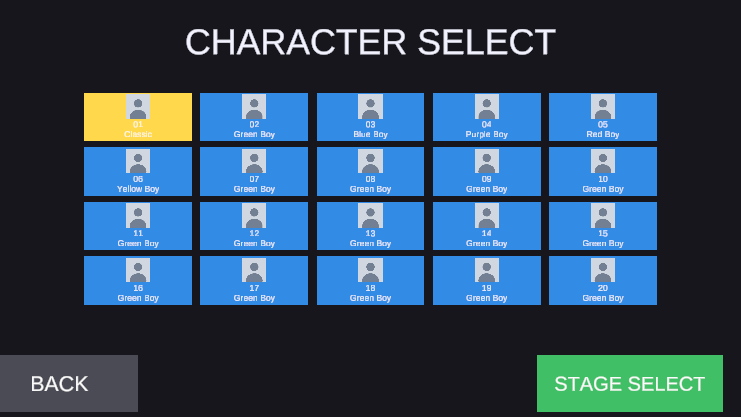 CHARACTER SELECT
01
Classic
02
Green Boy
03
Blue Boy
04
Purple Boy
05
Red Boy
06
Yellow Boy
07
Green Boy
08
Green Boy
09
Green Boy
10
Green Boy
11
Green Boy
12
Green Boy
13
Green Boy
14
Green Boy
15
Green Boy
16
Green Boy
17
Green Boy
18
Green Boy
19
Green Boy
20
Green Boy
BACK
STAGE SELECT